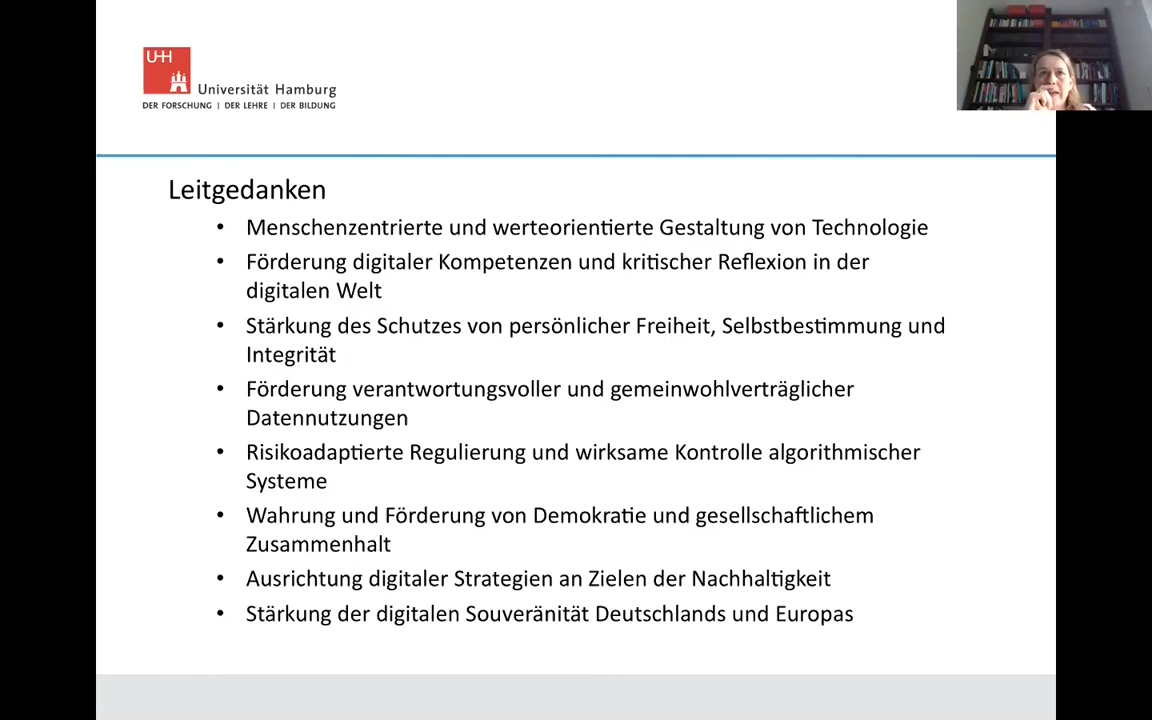 UHH
Universität Hamburg
DER FORSCHUNG | DER LEHRE | DER BILDUNG
Leitgedanken
• Menschenzentrierte und werteorientierte Gestaltung von Technologie
• Förderung digitaler Kompetenzen und kritischer Reflexion in der
digitalen Welt
• Stärkung des Schutzes von persönlicher Freiheit, Selbstbestimmung und
Integrität
• Förderung verantwortungsvoller und gemeinwohlverträglicher
Datennutzungen
• Risikoadaptierte Regulierung und wirksame Kontrolle algorithmischer
Systeme
• Wahrung und Förderung von Demokratie und gesellschaftlichem
Zusammenhalt
• Ausrichtung digitaler Strategien an Zielen der Nachhaltigkeit
• Stärkung der digitalen Souveränität Deutschlands und Europas